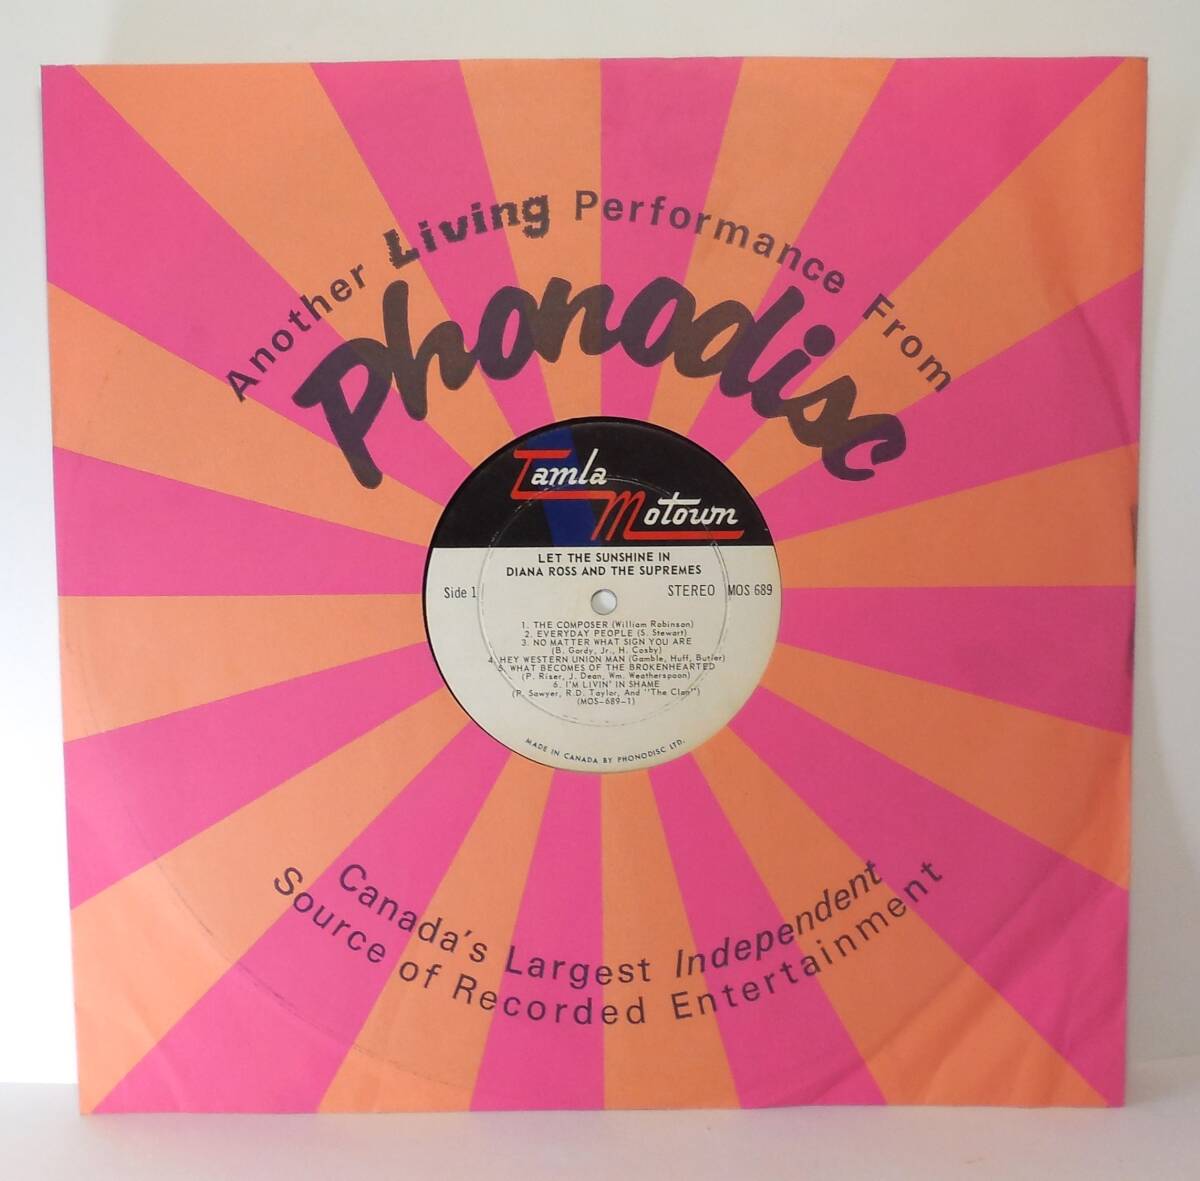 Another Living Performance From
Phonodisc
Tamla
Motown
LET THE SUNSHINE IN
DIANA ROSS AND THE SUPREMES
Side 1 STEREO MOS 689
1. THE COMPOSER (William Robinson)
2. EVERYDAY PEOPLE (S. Stewart)
3. NO MATTER WHAT SIGN YOU ARE
(B. Gordy, Jr., H. Cosby)
4. HEY WESTERN UNION MAN (Gamble, Huff, Butler)
5. WHAT BECOMES OF THE BROKENHEARTED
(P. Riser, J. Dean, Wm. Weatherspoon)
6. I'M LIVIN' IN SHAME
(P. Sawyer, R.D. Taylor, And "The Clan")
(MOS-689-1)
MADE IN CANADA BY PHONODISC LTD.
Canada's Largest Independent
Source of Recorded Entertainment